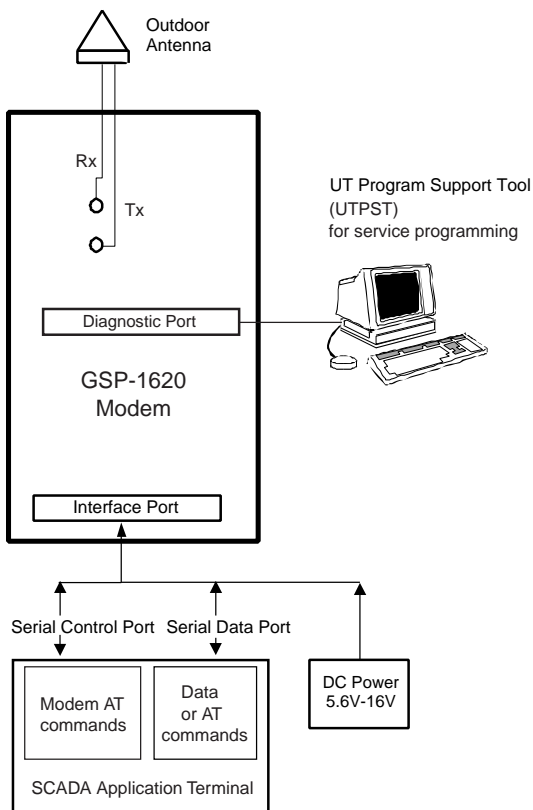 Outdoor
Antenna
Rx
Tx
UT Program Support Tool
(UTPST)
for service programming
Diagnostic Port
GSP-1620
Modem
Interface Port
Serial Control Port
Serial Data Port
Modem AT
commands
Data
or AT
commands
DC Power
5.6V-16V
SCADA Application Terminal